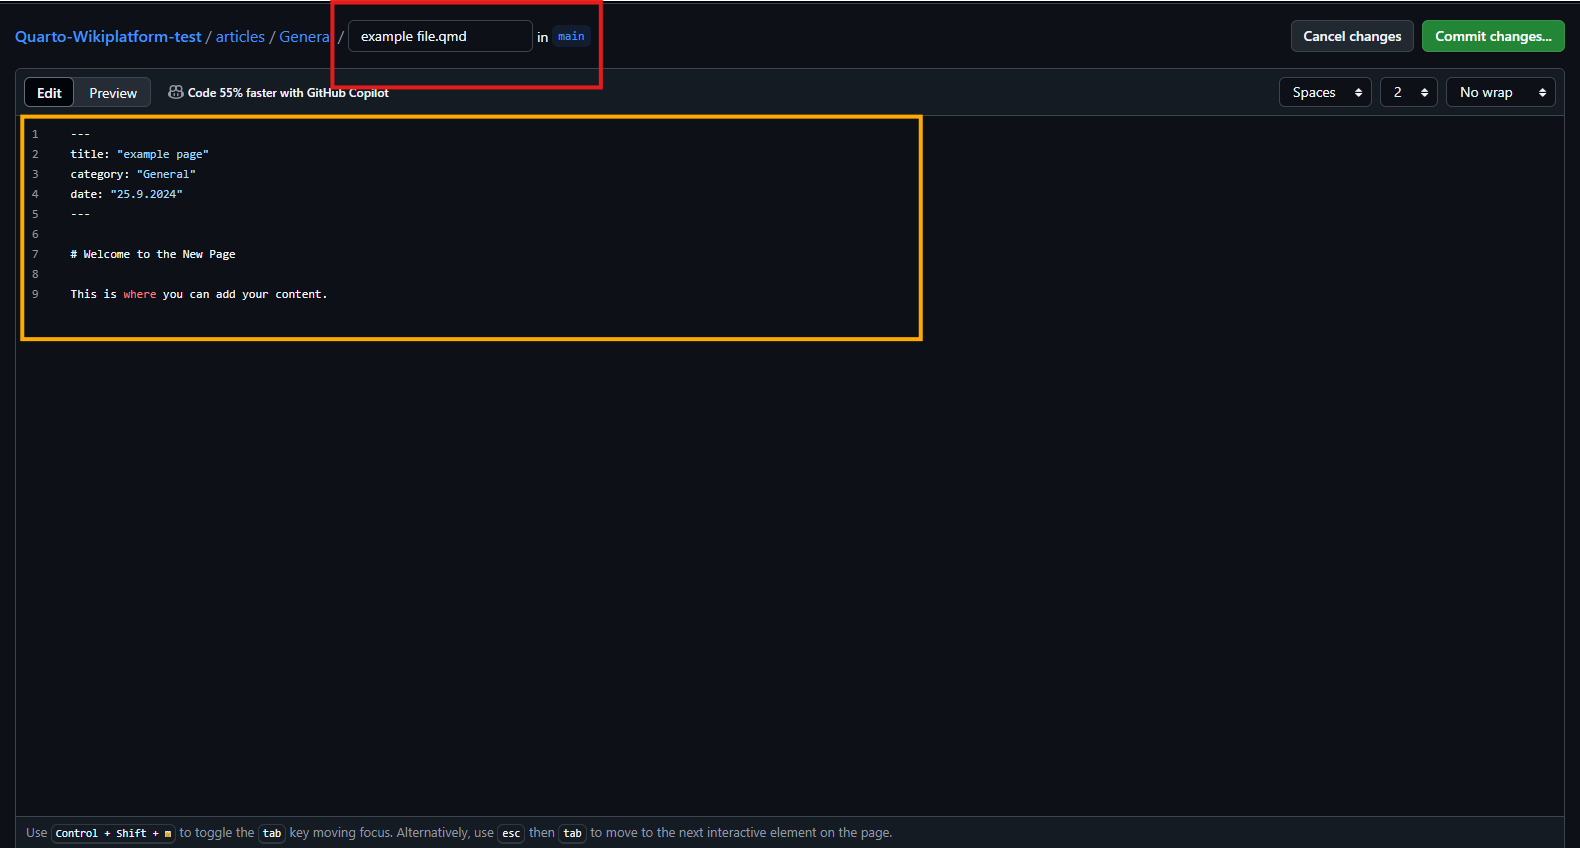 Quarto-Wikiplatform-test / articles / Genera / example file.qmd in main Cancel changes Commit changes...
Edit Preview Code 55% faster with GitHub Copilot Spaces 2 No wrap
1 ---
2 title: "example page"
3 category: "General"
4 date: "25.9.2024"
5 ---
6
7 # Welcome to the New Page
8
9 This is where you can add your content.
Use Control + Shift + m to toggle the tab key moving focus. Alternatively, use esc then tab to move to the next interactive element on the page.